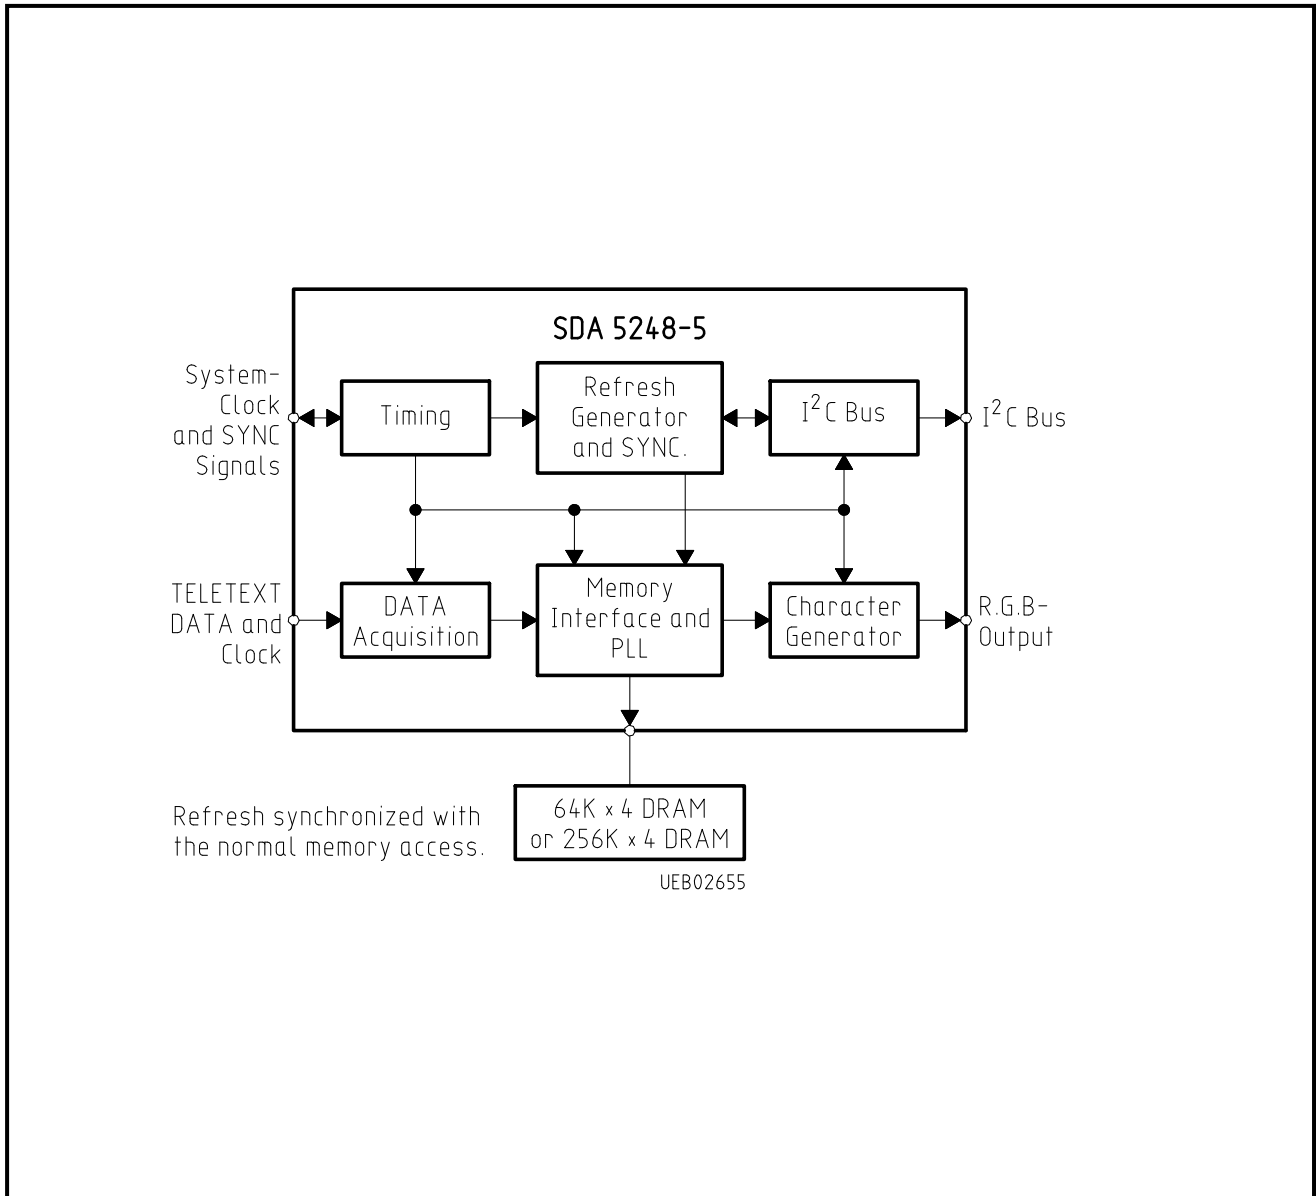 SDA 5248-5
System-
Clock
and SYNC
Signals
Timing
Refresh
Generator
and SYNC.
I²C Bus
I²C Bus
TELETEXT
DATA and
Clock
DATA
Acquisition
Memory
Interface and
PLL
Character
Generator
R.G.B-
Output
Refresh synchronized with
the normal memory access.
64K x 4 DRAM
or 256K x 4 DRAM
UEB02655